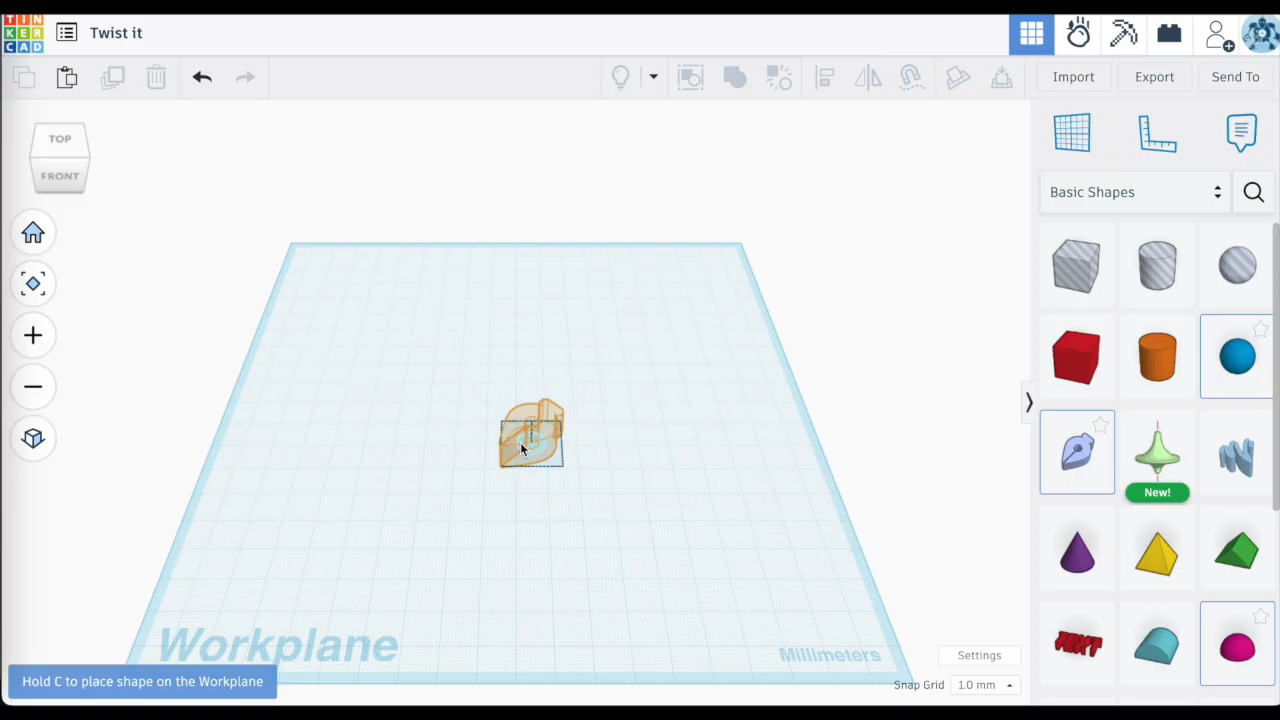 TIN
KER
CAD
Twist it
Import
Export
Send To
TOP
FRONT
Basic Shapes
New!
TEXT
Workplane
Millimeters
Settings
Hold C to place shape on the Workplane
Snap Grid
1.0 mm